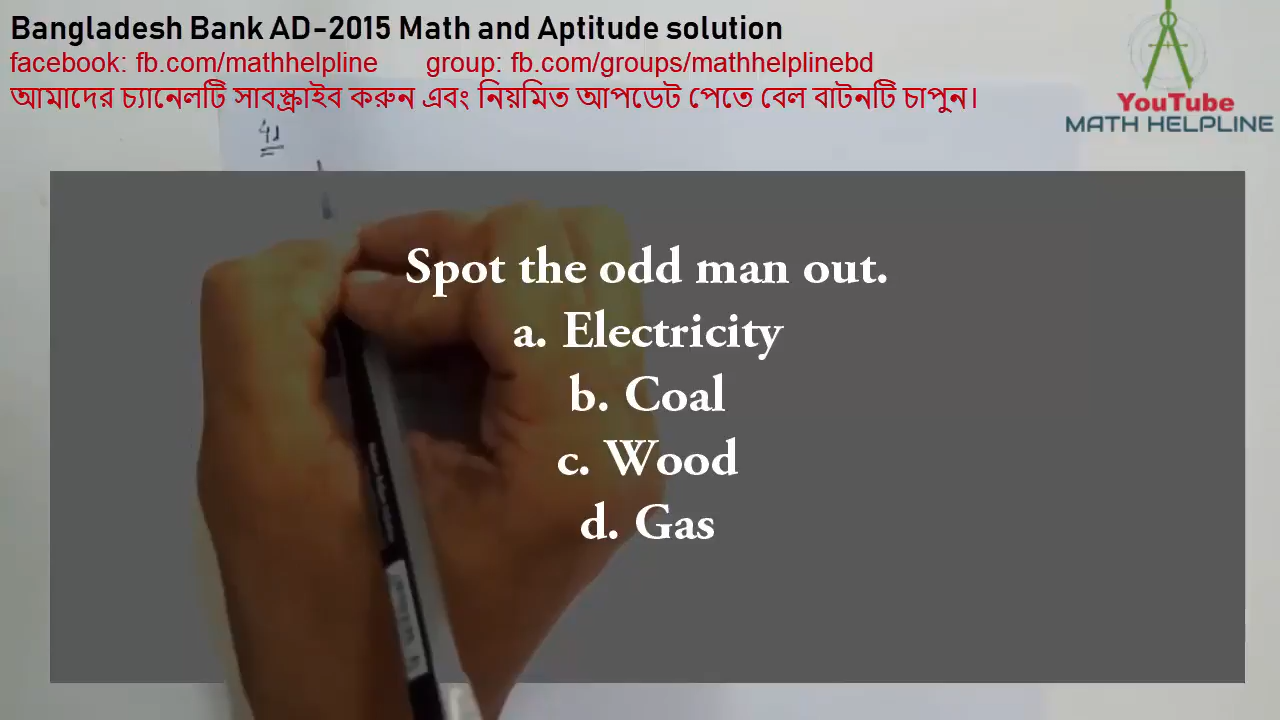 Bangladesh Bank AD-2015 Math and Aptitude solution
facebook: fb.com/mathhelpline group: fb.com/groups/mathhelplinebd
আমাদের চ্যানেলটি সাবস্ক্রাইব করুন এবং নিয়মিত আপডেট পেতে বেল বাটনটি চাপুন।
YouTube
MATH HELPLINE
Spot the odd man out.
a. Electricity
b. Coal
c. Wood
d. Gas